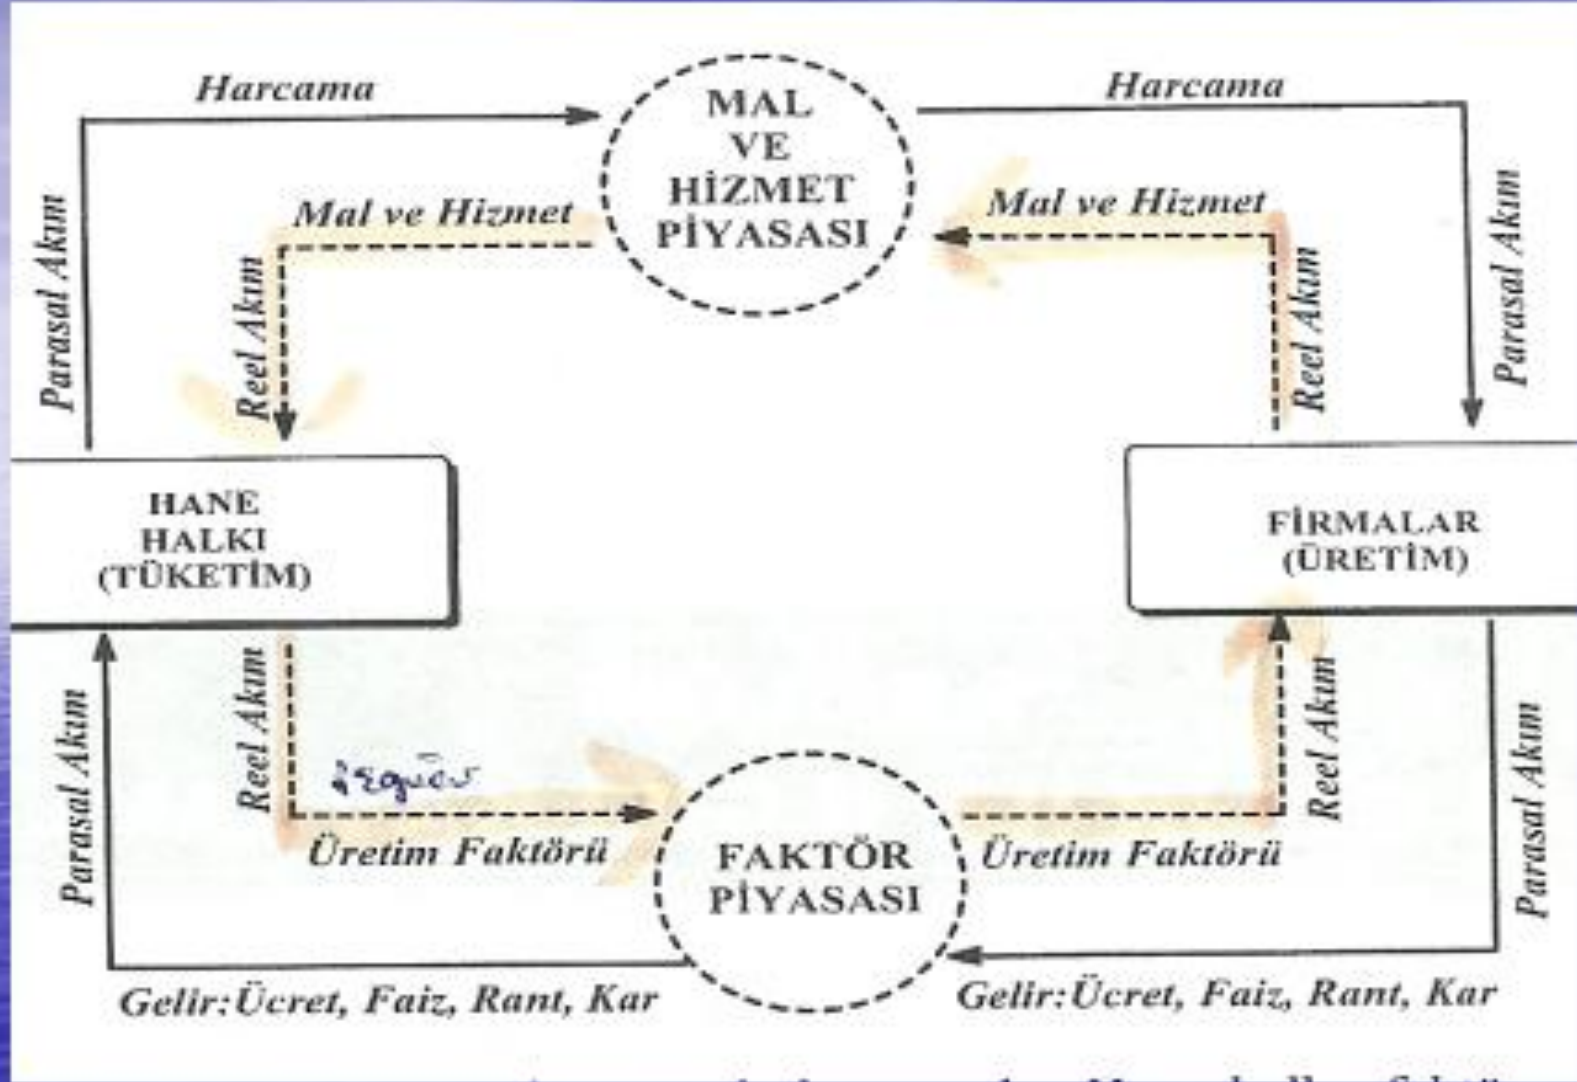 Harcama
MAL
VE
HİZMET
PİYASASI
Harcama
Mal ve Hizmet
Mal ve Hizmet
Parasal Akım
Reel Akım
Reel Akım
Parasal Akım
HANE
HALKI
(TÜKETİM)
FİRMALAR
(ÜRETİM)
Parasal Akım
Reel Akım
işgücü
Üretim Faktörü
FAKTÖR
PİYASASI
Üretim Faktörü
Reel Akım
Parasal Akım
Gelir:Ücret, Faiz, Rant, Kar
Gelir:Ücret, Faiz, Rant, Kar